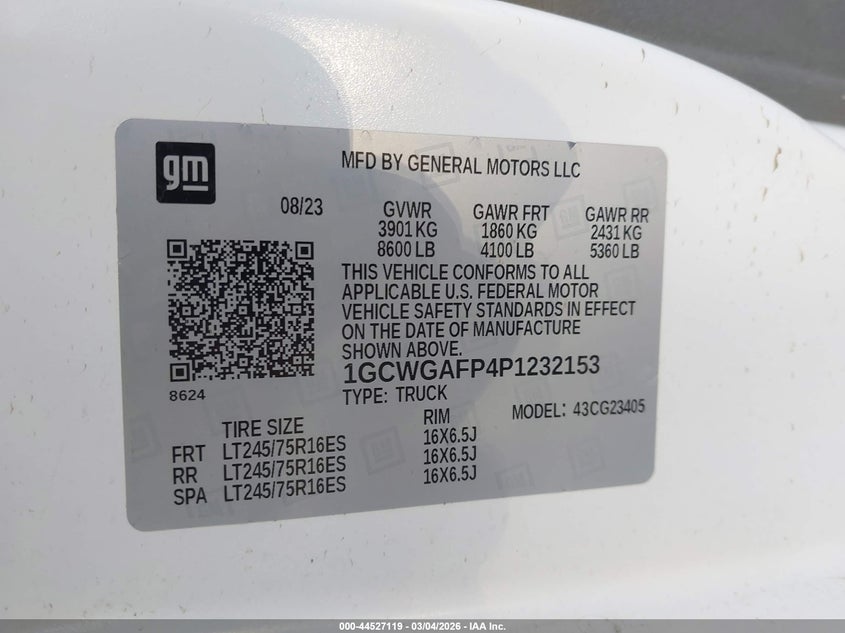 gm
MFD BY GENERAL MOTORS LLC
08/23
GVWR GAWR FRT GAWR RR
3901 KG 1860 KG 2431 KG
8600 LB 4100 LB 5360 LB
THIS VEHICLE CONFORMS TO ALL
APPLICABLE U.S. FEDERAL MOTOR
VEHICLE SAFETY STANDARDS IN EFFECT
ON THE DATE OF MANUFACTURE
SHOWN ABOVE.
1GCWGAFP4P1232153
8624
TYPE: TRUCK
MODEL: 43CG23405
TIRE SIZE RIM
FRT LT245/75R16ES 16X6.5J
RR LT245/75R16ES 16X6.5J
SPA LT245/75R16ES 16X6.5J
000-44527119 - 03/04/2026 - IAA Inc.